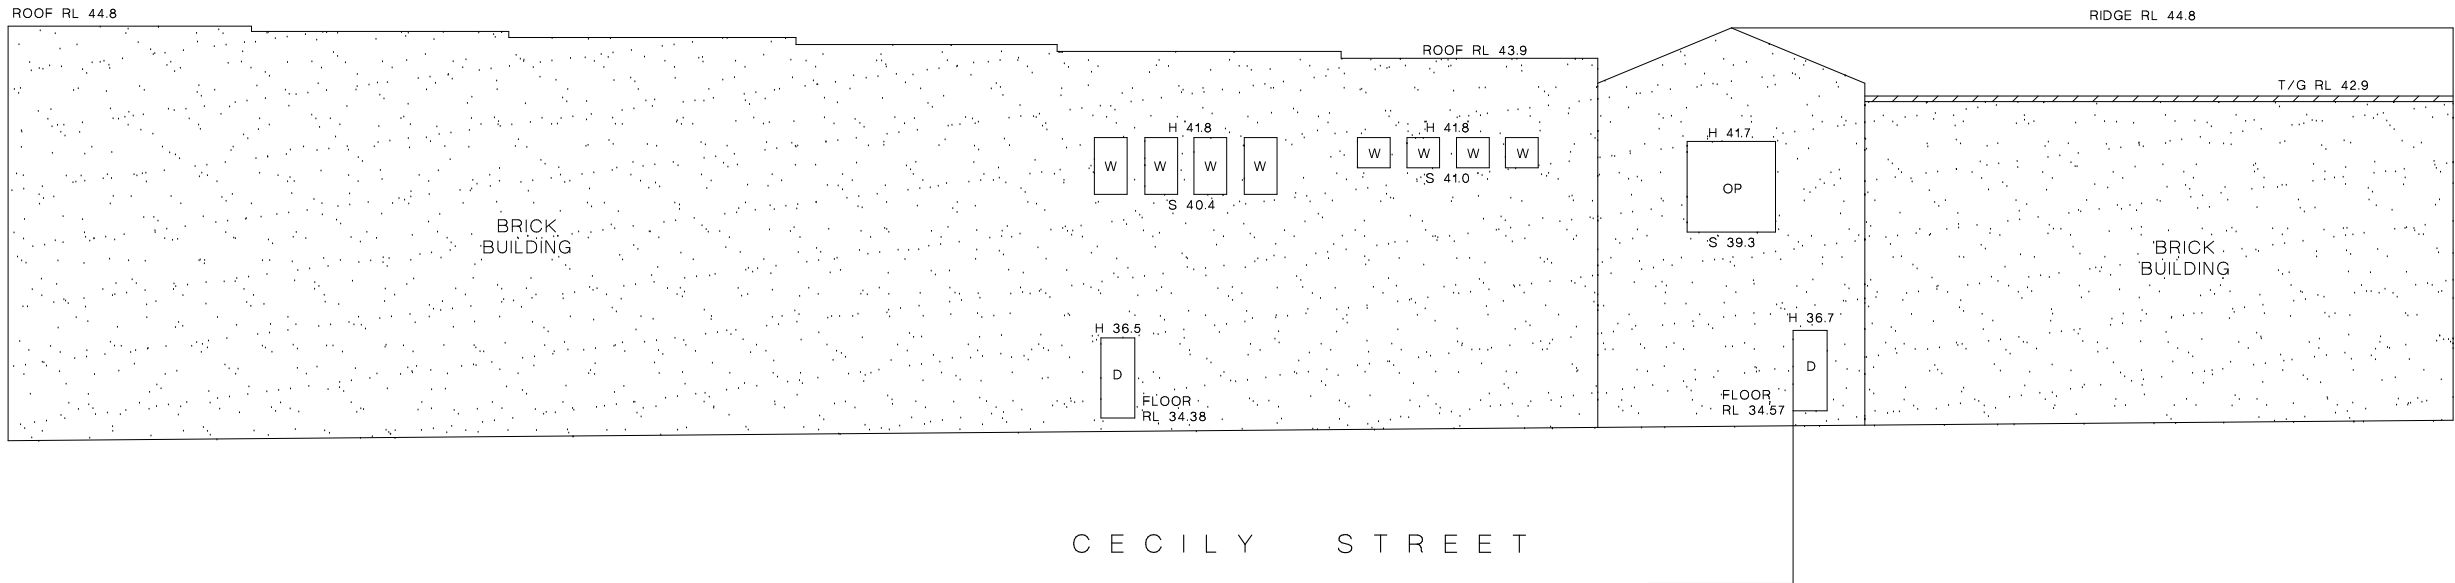 ROOF RL 44.8
RIDGE RL 44.8
ROOF RL 43.9
T/G RL 42.9
H 41.8
H 41.8
H 41.7
W W W W
W W W W
S 41.0
S 40.4
OP
BRICK
BUILDING
S 39.3
BRICK
BUILDING
H 36.5
H 36.7
D
D
FLOOR
RL 34.38
FLOOR
RL 34.57
CECILY STREET